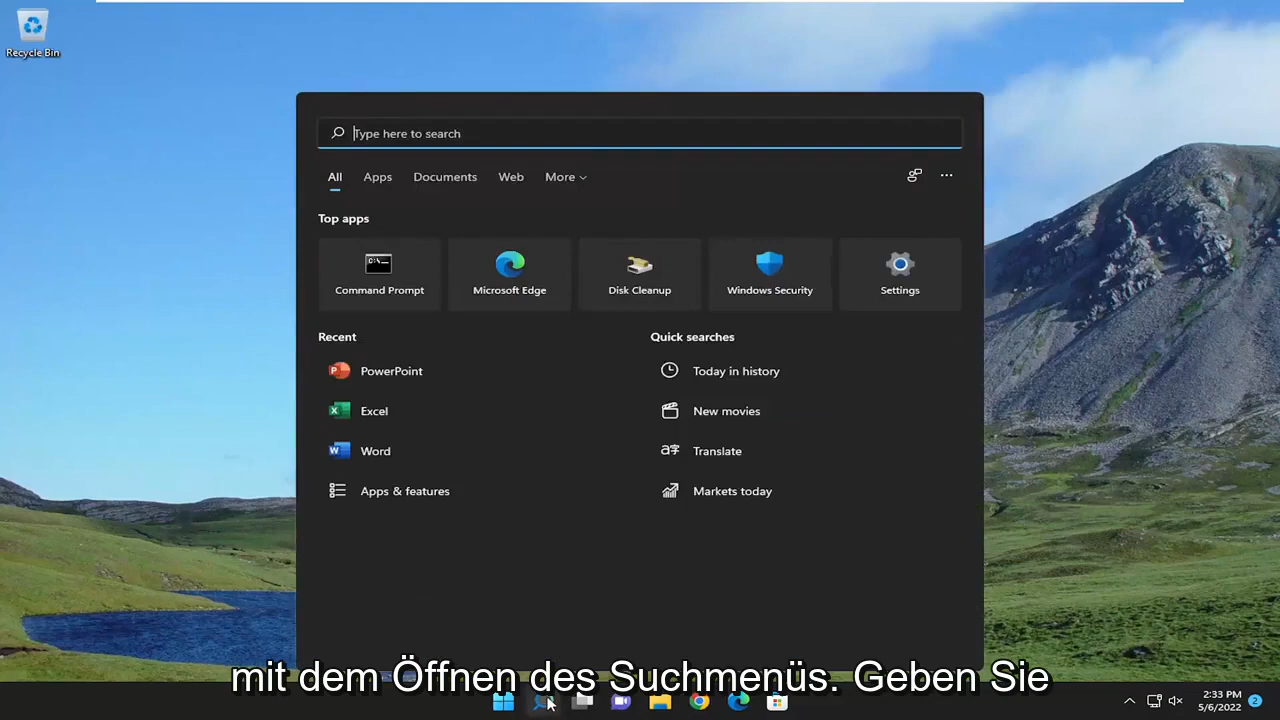 Recycle Bin
Type here to search
All Apps Documents Web More
Top apps
Command Prompt Microsoft Edge Disk Cleanup Windows Security Settings
Recent Quick searches
PowerPoint Today in history
Excel New movies
Word Translate
Apps & features Markets today
mit dem Öffnen des Suchmenüs. Geben Sie
2:33 PM
5/6/2022 2